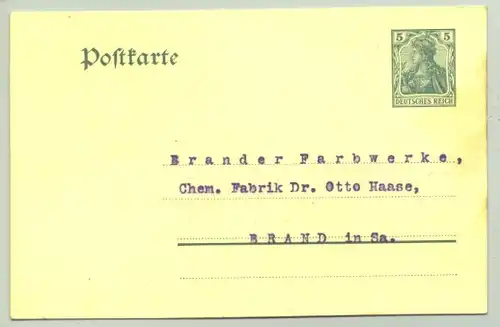 Postkarte
5 5
DEUTSCHES REICH
Brander Farbwerke,
Chem. Fabrik Dr. Otto Haase,
BRAND in Sa.